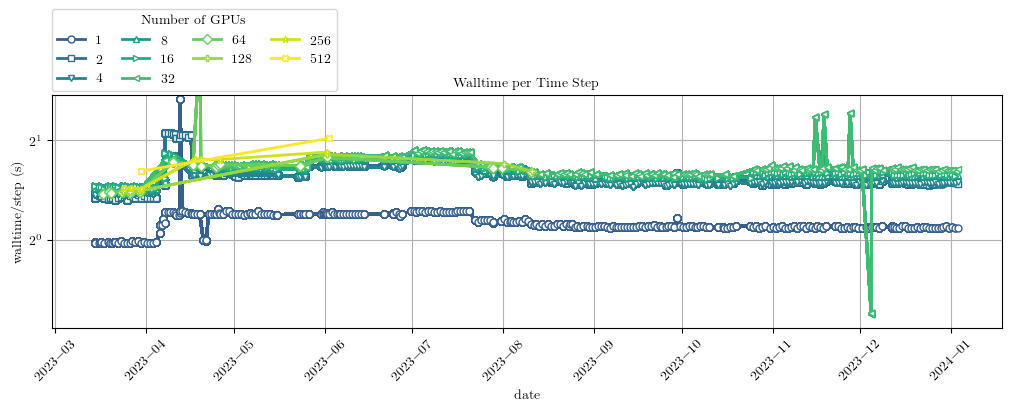 Number of GPUs
1 8 64 256
2 16 128 512
4 32
Walltime per Time Step
2^1
2^0
walltime/step (s)
2023−03 2023−04 2023−05 2023−06 2023−07 2023−08 2023−09 2023−10 2023−11 2023−12 2024−01
date